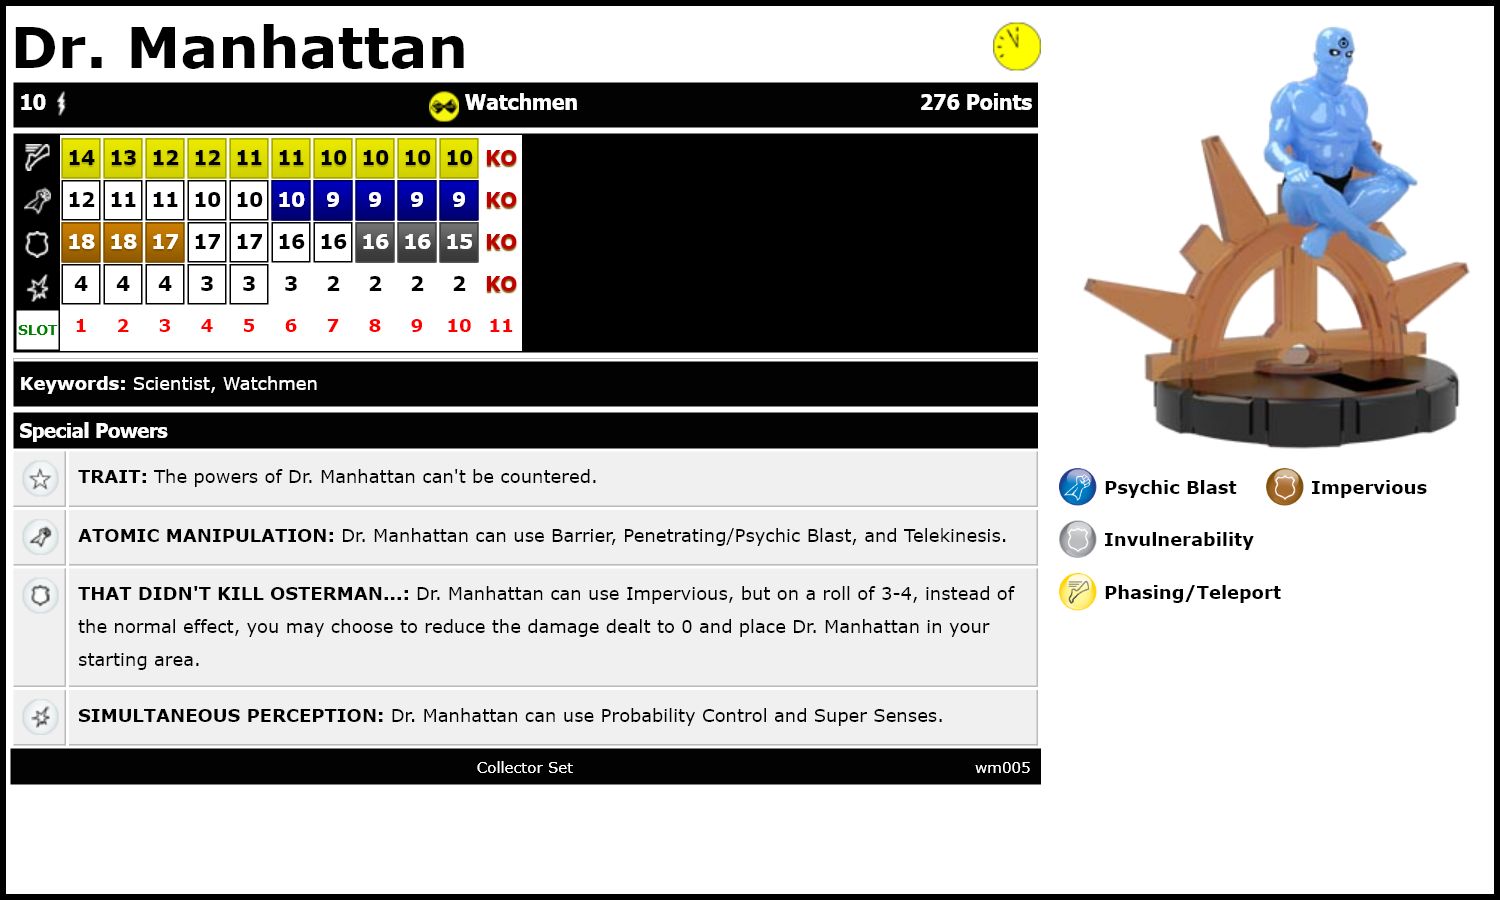 Dr. Manhattan
10 Watchmen 276 Points
14 13 12 12 11 11 10 10 10 10 KO
12 11 11 10 10 10 9 9 9 9 KO
18 18 17 17 17 16 16 16 16 15 KO
4 4 4 3 3 3 2 2 2 2 KO
SLOT 1 2 3 4 5 6 7 8 9 10 11
Keywords: Scientist, Watchmen
Special Powers
TRAIT: The powers of Dr. Manhattan can't be countered.
ATOMIC MANIPULATION: Dr. Manhattan can use Barrier, Penetrating/Psychic Blast, and Telekinesis.
THAT DIDN'T KILL OSTERMAN...: Dr. Manhattan can use Impervious, but on a roll of 3-4, instead of
the normal effect, you may choose to reduce the damage dealt to 0 and place Dr. Manhattan in your
starting area.
SIMULTANEOUS PERCEPTION: Dr. Manhattan can use Probability Control and Super Senses.
Collector Set wm005
Psychic Blast Impervious
Invulnerability
Phasing/Teleport